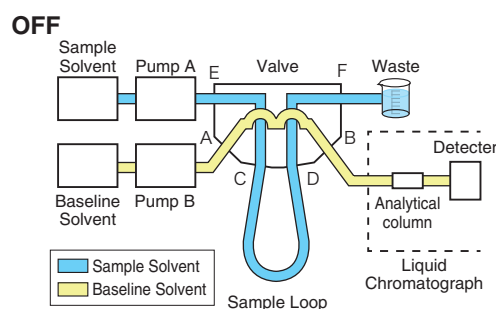 OFF
Sample
Solvent
Pump A
E
Valve
F
Waste
A
B
Detecter
C
D
Baseline
Solvent
Pump B
Analytical
column
Sample Solvent
Baseline Solvent
Sample Loop
Liquid
Chromatograph